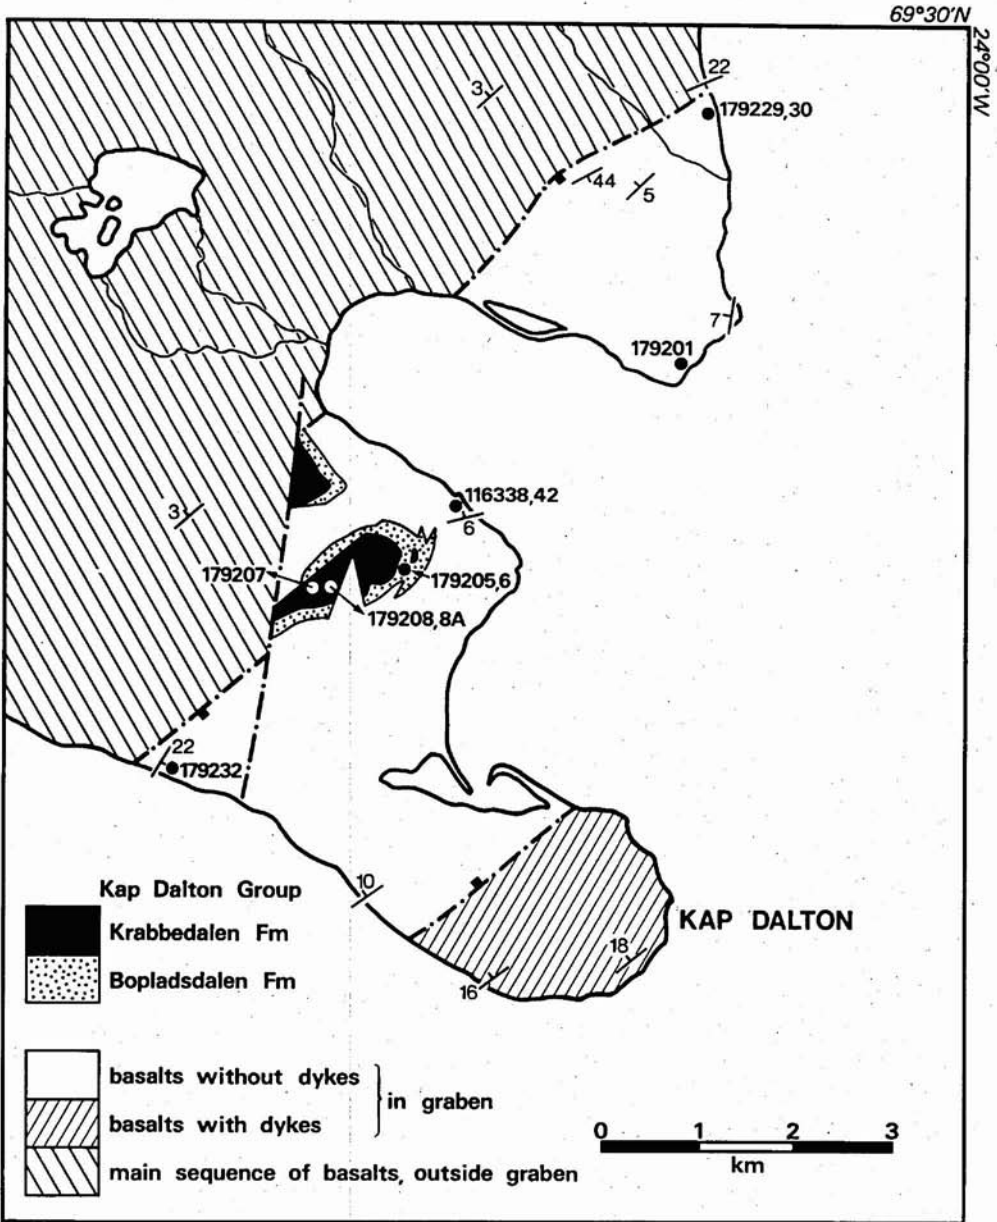 69°30'N
24°00'W
22
3
179229,30
44
5
7
179201
3
116338,42
6
179207
179205,6
179208,8A
22
179232
10
Kap Dalton Group
Krabbedalen Fm
KAP DALTON
18
Bopladsdalen Fm
16
basalts without dykes
in graben
basalts with dykes
0 1 2 3
km
main sequence of basalts, outside graben